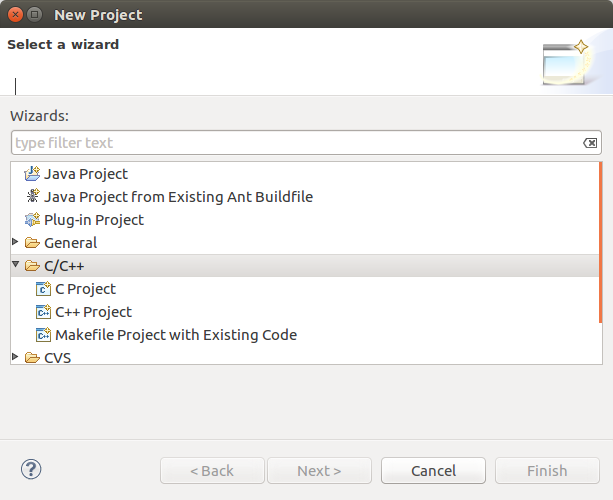 New Project
Select a wizard
Wizards:
type filter text
Java Project
Java Project from Existing Ant Buildfile
Plug-in Project
General
C/C++
C Project
C++ Project
Makefile Project with Existing Code
CVS
< Back Next > Cancel Finish